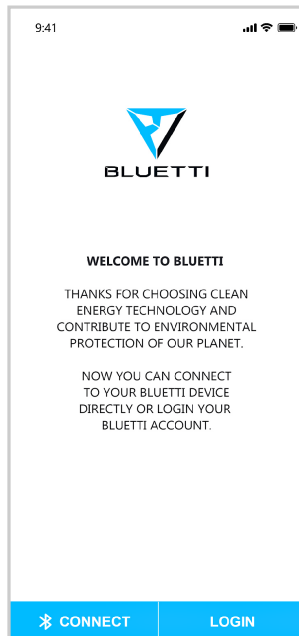 9:41
BLUETTI
WELCOME TO BLUETTI
THANKS FOR CHOOSING CLEAN
ENERGY TECHNOLOGY AND
CONTRIBUTE TO ENVIRONMENTAL
PROTECTION OF OUR PLANET.
NOW YOU CAN CONNECT
TO YOUR BLUETTI DEVICE
DIRECTLY OR LOGIN YOUR
BLUETTI ACCOUNT.
CONNECT
LOGIN